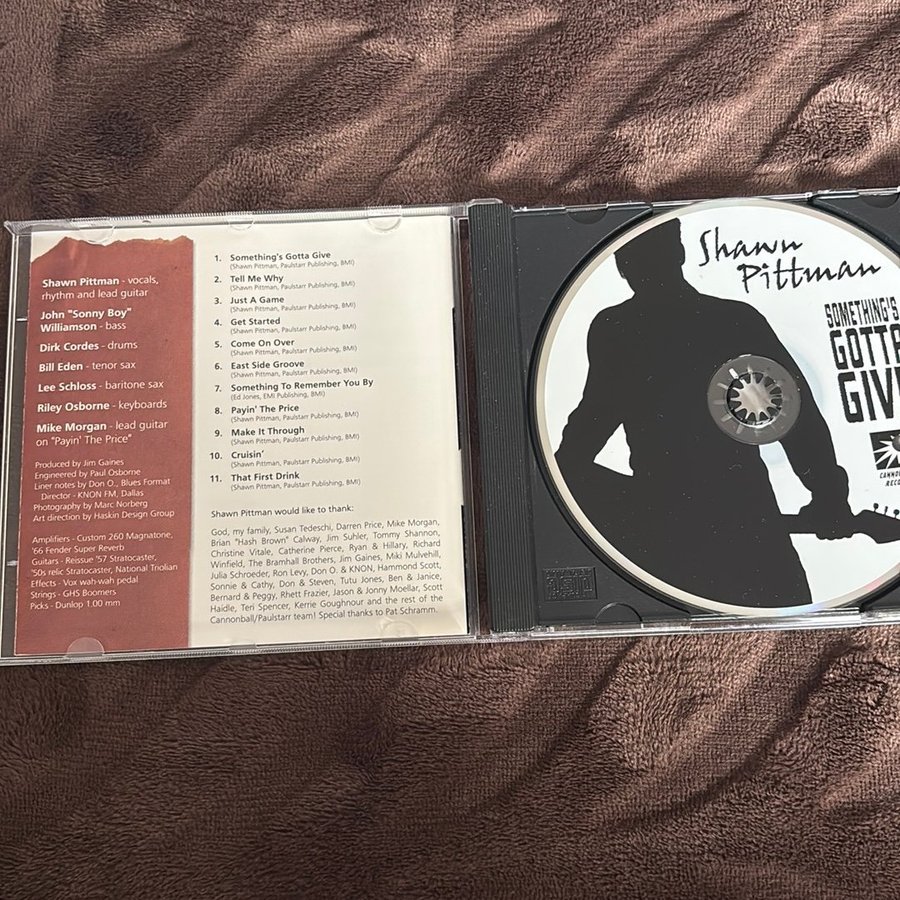 Shawn Pittman - vocals,
rhythm and lead guitar
John "Sonny Boy"
Williamson - bass
Dirk Cordes - drums
Bill Eden - tenor sax
Lee Schloss - baritone sax
Riley Osborne - keyboards
Mike Morgan - lead guitar
on "Payin' The Price"
Produced by Jim Gaines
Engineered by Paul Osborne
Liner notes by Don O., Blues Format
Director - KNON FM, Dallas
Photography by Marc Norberg
Art direction by Haskin Design Group
Amplifiers - Custom 260 Magnatone,
'66 Fender Super Reverb
Guitars - Reissue '57 Stratocaster,
'50s relic Stratocaster, National Triolian
Effects - Vox wah-wah pedal
Strings - GHS Boomers
Picks - Dunlop 1.00 mm
1. Something's Gotta Give
(Shawn Pittman, Paulstarr Publishing, BMI)
2. Tell Me Why
(Shawn Pittman, Paulstarr Publishing, BMI)
3. Just A Game
(Shawn Pittman, Paulstarr Publishing, BMI)
4. Get Started
(Shawn Pittman, Paulstarr Publishing, BMI)
5. Come On Over
(Shawn Pittman, Paulstarr Publishing, BMI)
6. East Side Groove
(Shawn Pittman, Paulstarr Publishing, BMI)
7. Something To Remember You By
(Ed Jones, EMI Publishing, BMI)
8. Payin' The Price
(Shawn Pittman, Paulstarr Publishing, BMI)
9. Make It Through
(Shawn Pittman, Paulstarr Publishing, BMI)
10. Cruisin'
(Shawn Pittman, Paulstarr Publishing, BMI)
11. That First Drink
(Shawn Pittman, Paulstarr Publishing, BMI)
Shawn Pittman would like to thank:
God, my family, Susan Tedeschi, Darren Price, Mike Morgan,
Brian "Hash Brown" Calway, Jim Suhler, Tommy Shannon,
Christine Vitale, Catherine Pierce, Ryan & Hillary, Richard
Winfield, The Bramhall Brothers, Jim Gaines, Miki Mulvehill,
Julia Schroeder, Ron Levy, Don O. & KNON, Hammond Scott,
Sonnie & Cathy, Don & Steven, Tutu Jones, Ben & Janice,
Bernard & Peggy, Rhett Frazier, Jason & Jonny Moellar, Scott
Haidle, Teri Spencer, Kerrie Goughnour and the rest of the
Cannonball/Paulstarr team! Special thanks to Pat Schramm.
Shawn
Pittman
SOMETHING'S
GOTTA
GIV